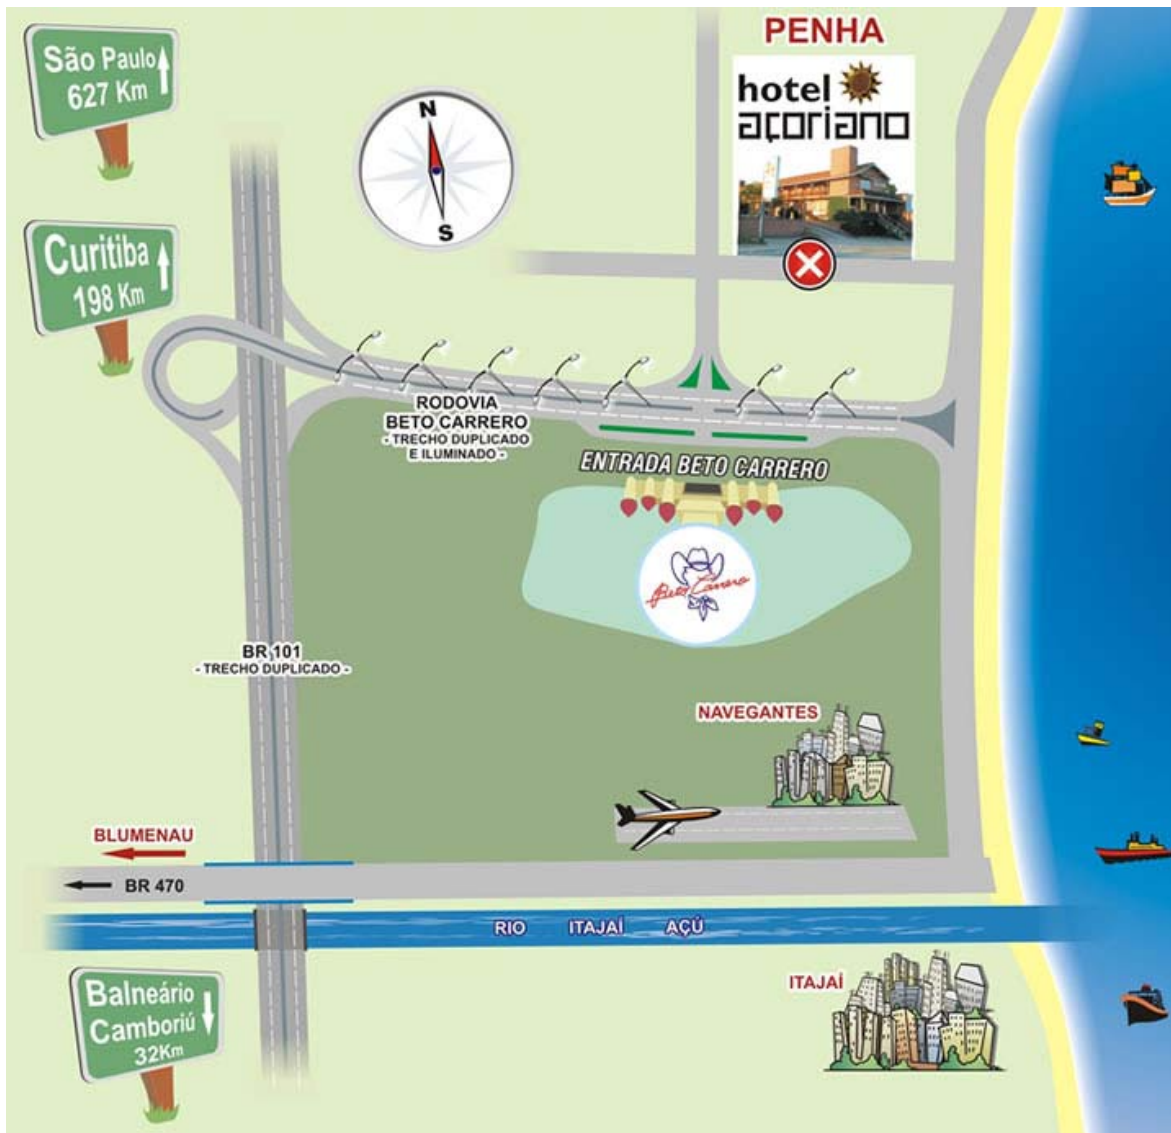 PENHA
hotel
açoriano
São Paulo
627 Km
N
S
Curitiba
198 Km
RODOVIA
BETO CARRERO
- TRECHO DUPLICADO
E ILUMINADO -
ENTRADA BETO CARRERO
Beto Carrero
BR 101
- TRECHO DUPLICADO -
NAVEGANTES
BLUMENAU
BR 470
RIO ITAJAÍ AÇÚ
Balneário
Camboriú
32Km
ITAJAÍ